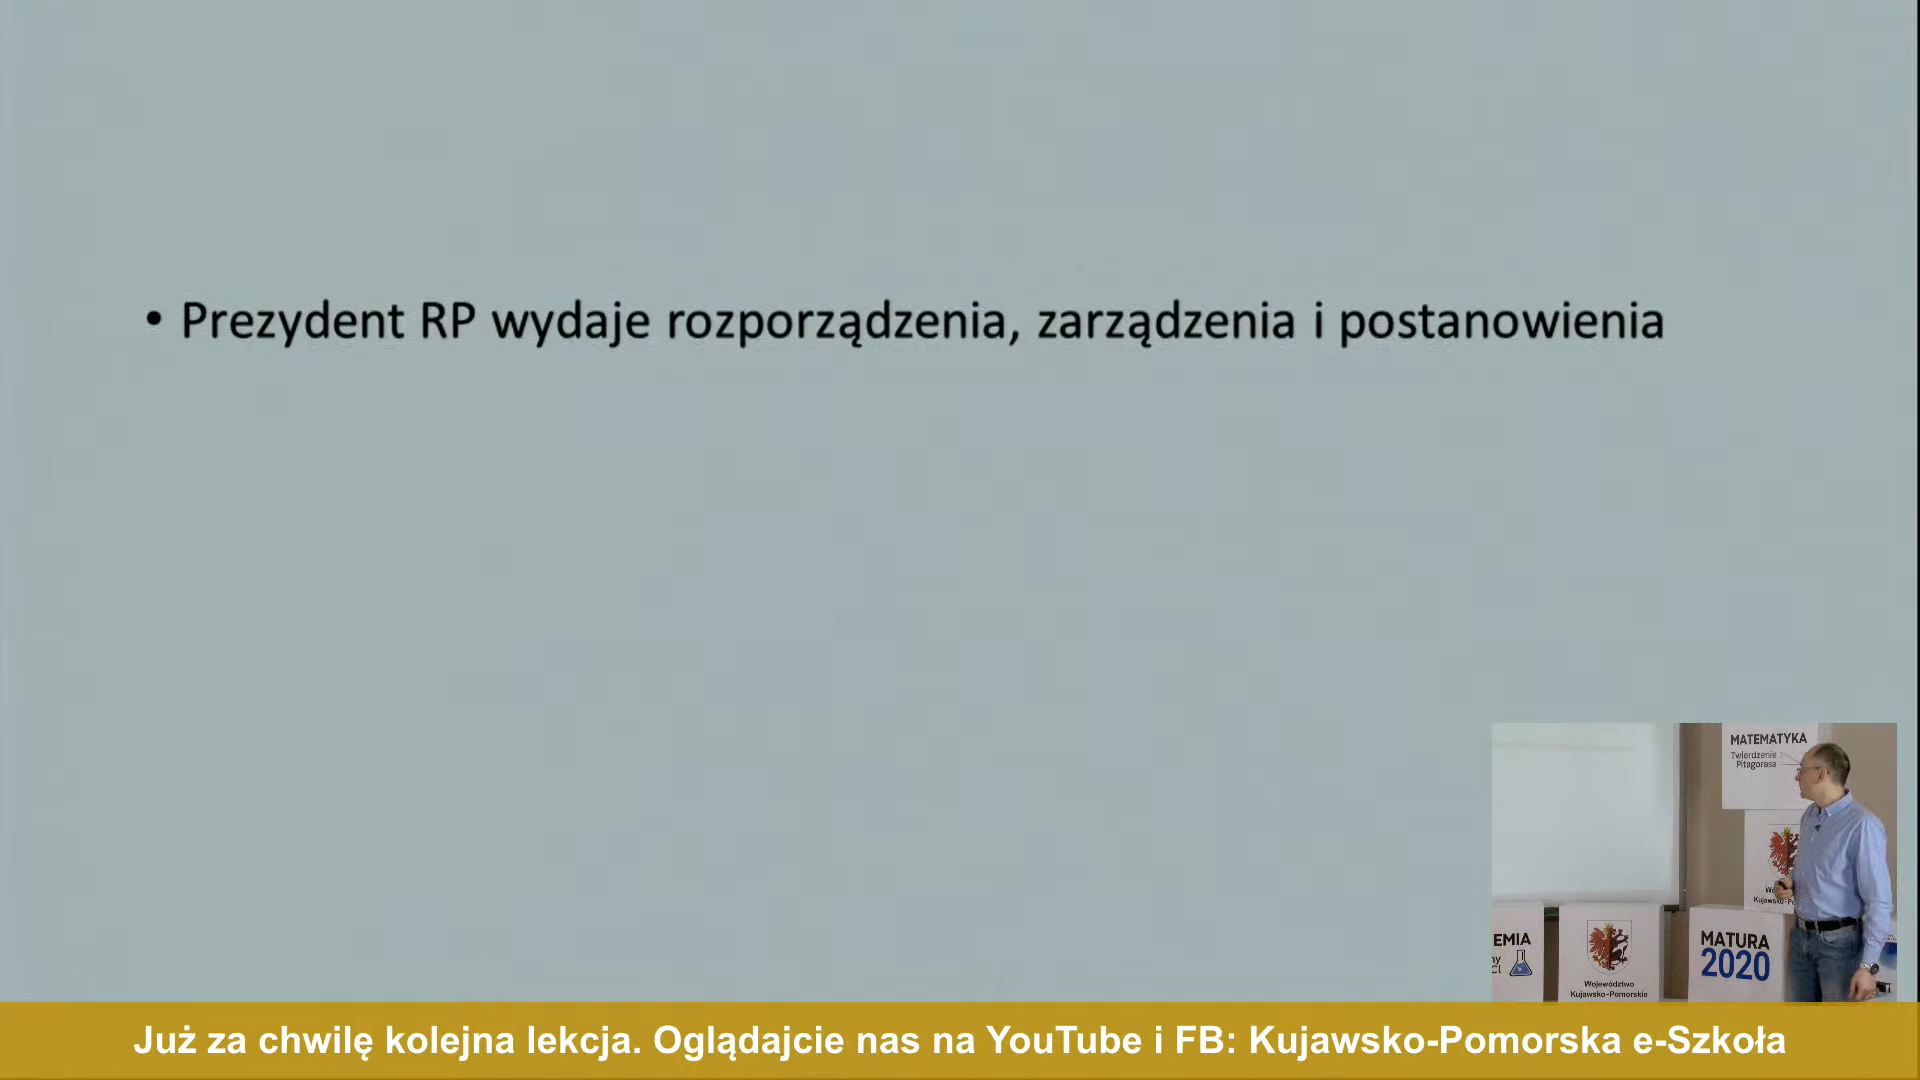 • Prezydent RP wydaje rozporządzenia, zarządzenia i postanowienia
MATEMATYKA
Twierdzenie
Pitagorasa
EMIA
MATURA
2020
Województwo
Kujawsko-Pomorskie
Już za chwilę kolejna lekcja. Oglądajcie nas na YouTube i FB: Kujawsko-Pomorska e-Szkoła